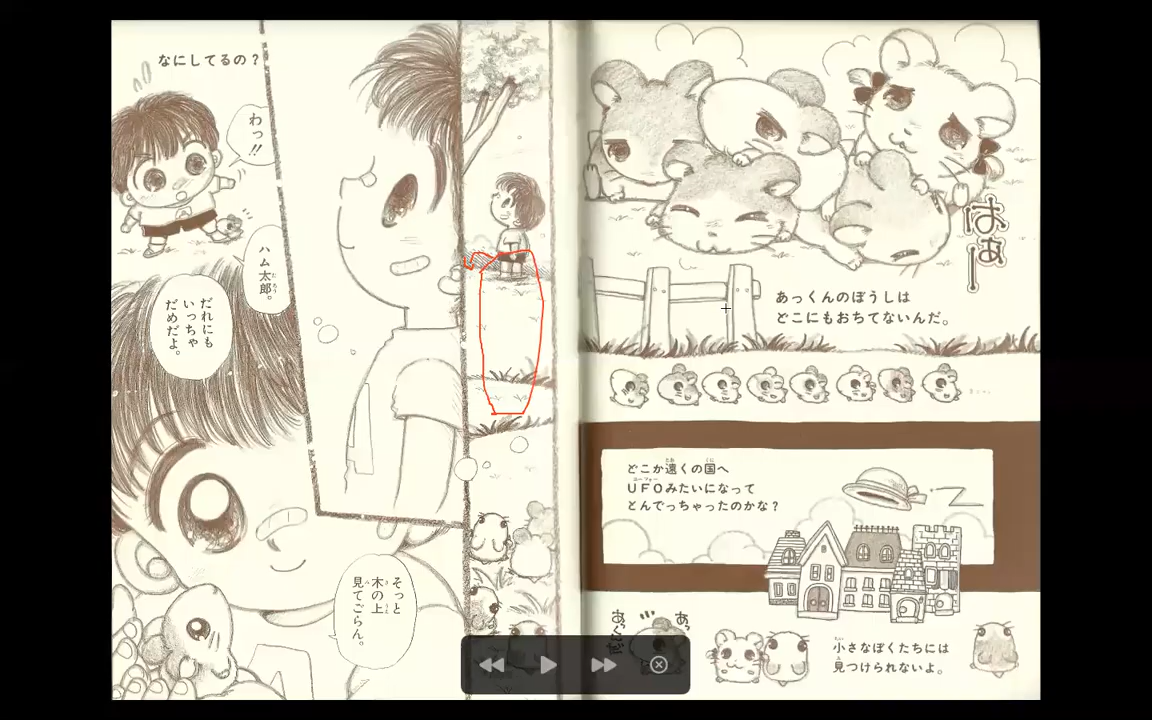 はぁー
あっくんのぼうしは
どこにもおちてないんだ。
どこか遠くの国へ
UFOみたいになって
とんでっちゃったのかな?
あっ
小さなぼくたちには
見つけられないよ。
なにしてるの?
わっ!!
ハム太郎。
だれにも
いっちゃ
だめだよ。
そっと
木の上
見てごらん。